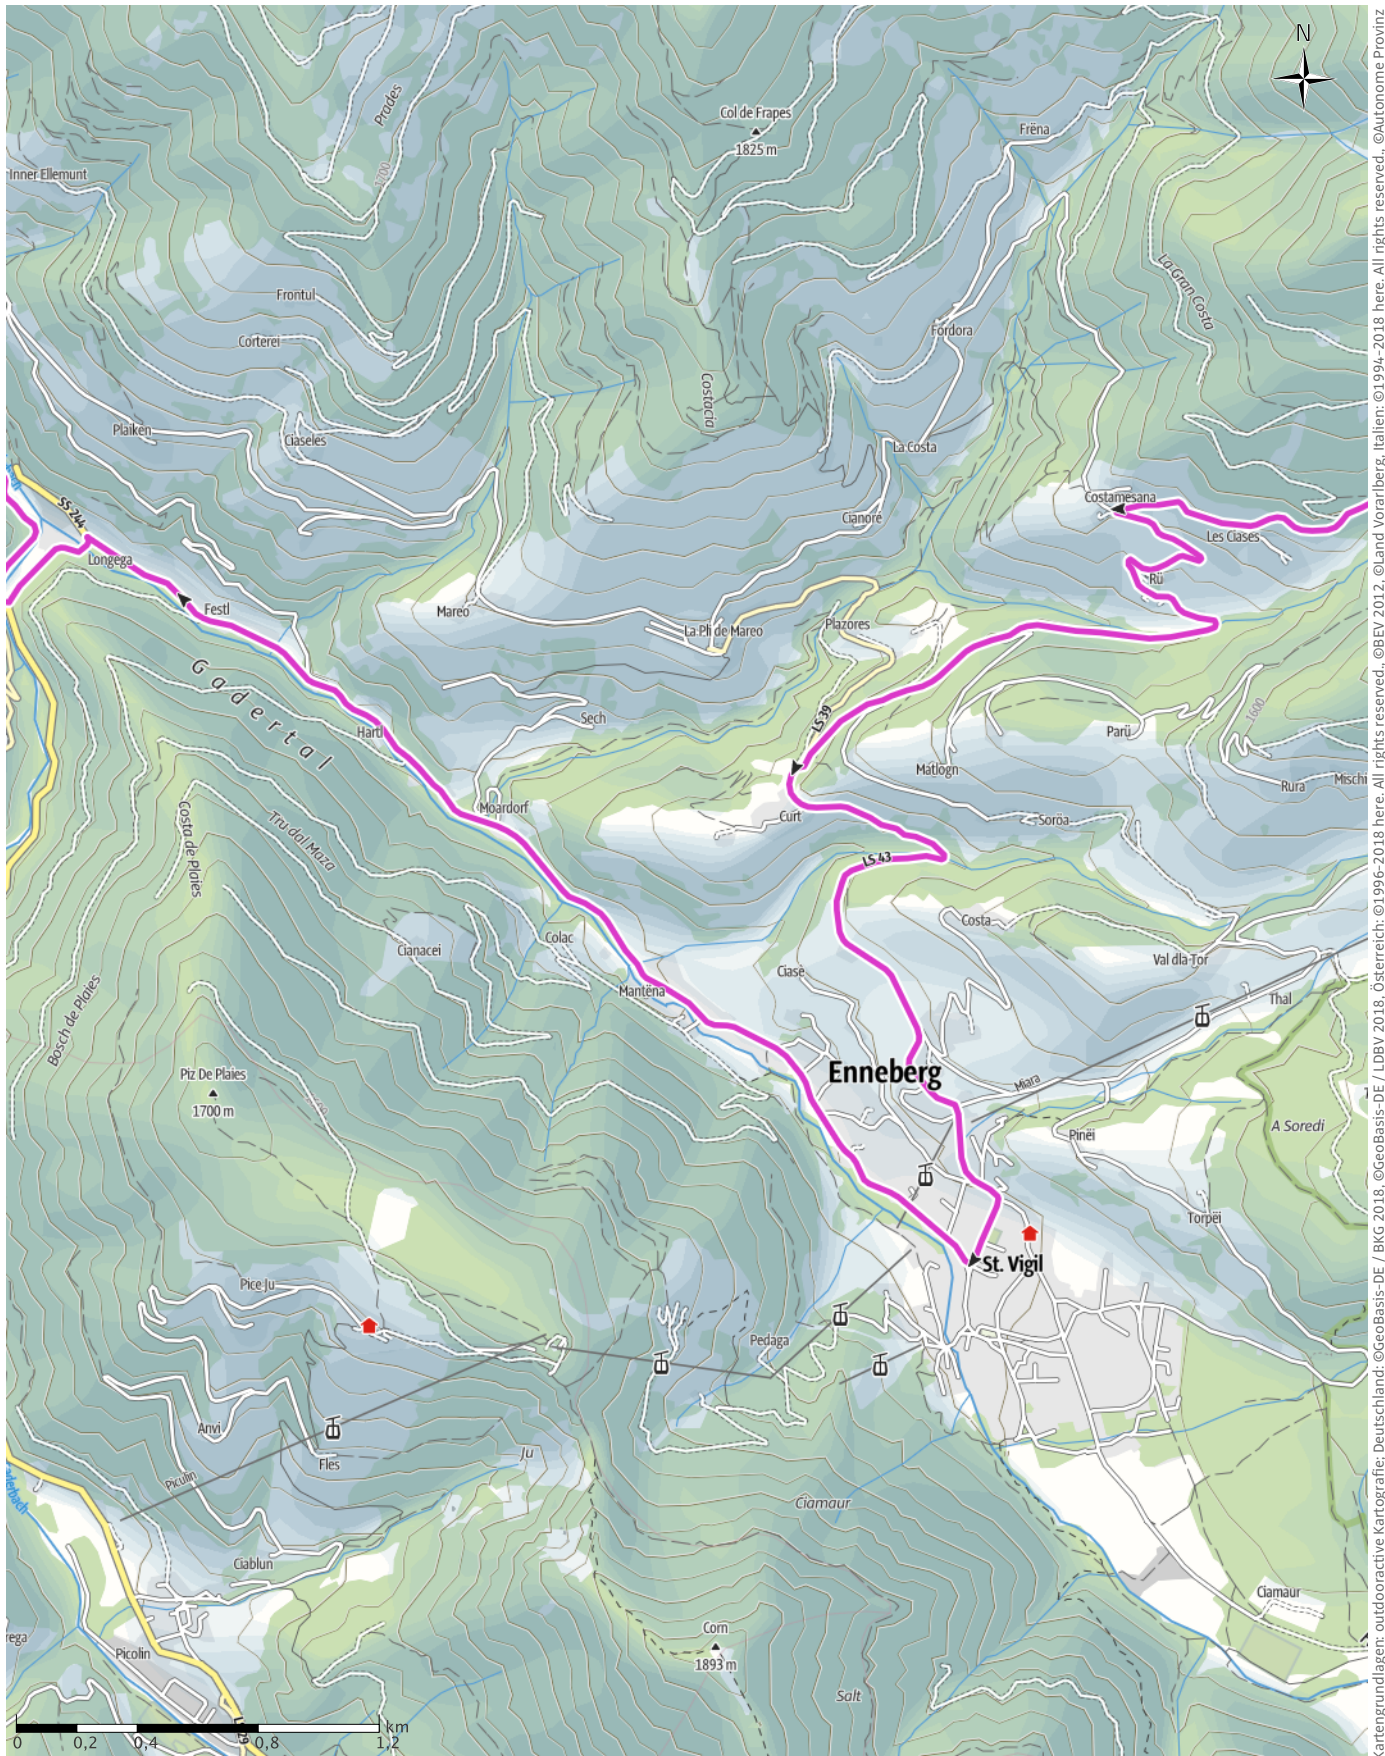 N
Prades
Col de Frapes
1825 m
Frëna
Inner Ellemunt
1700
La Gran Costa
Frontul
Corterei
Fordora
Costacia
Plaiken
Ciaseles
La Costa
Costamesana
SS 244
Cianore
Les Ciases
Longega
Rü
Festl
Mareo
La Pli de Mareo
Plazores
Gadertal
LS 39
Sech
Hartl
Parü
1600
Matlogn
Rura
Mischi
Moardorf
Curt
Soröa
Costa de Plaies
Tru dal Maza
LS 43
Costa
Cianacei
Colac
Ciase
Val dla Tor
Mantëna
Thal
Bosch de Plaies
Enneberg
Miara
Piz De Plaies
1700 m
Pinëi
A Soredi
Torpëi
St. Vigil
Pice Ju
Pedaga
Anvi
Fles
Ju
Piculin
Ciamaur
Ciablun
Ciamaur
Corn
1893 m
Picolin
Salt
km
0
0,2
0,4
0,8
1,2
artengrundlagen: outdooractive Kartografie; Deutschland: ©GeoBasis-DE / BKG 2018, ©GeoBasis-DE / LDBV 2018, Österreich: ©1996-2018 here. All rights reserved., ©BEV 2012, ©Land Vorarlberg, Italien: ©1994-2018 here. All rights reserved., ©Autonome Provinz